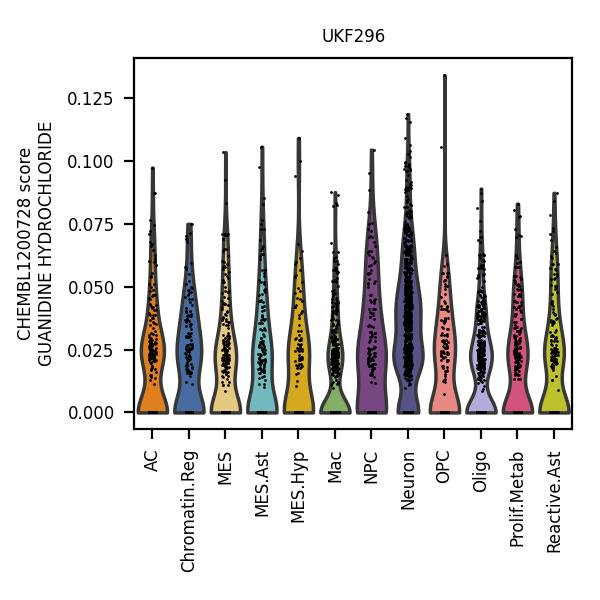 UKF296
CHEMBL1200728 score
GUANIDINE HYDROCHLORIDE
0.125
0.100
0.075
0.050
0.025
0.000
AC
Chromatin.Reg
MES
MES.Ast
MES.Hyp
Mac
NPC
Neuron
OPC
Oligo
Prolif.Metab
Reactive.Ast